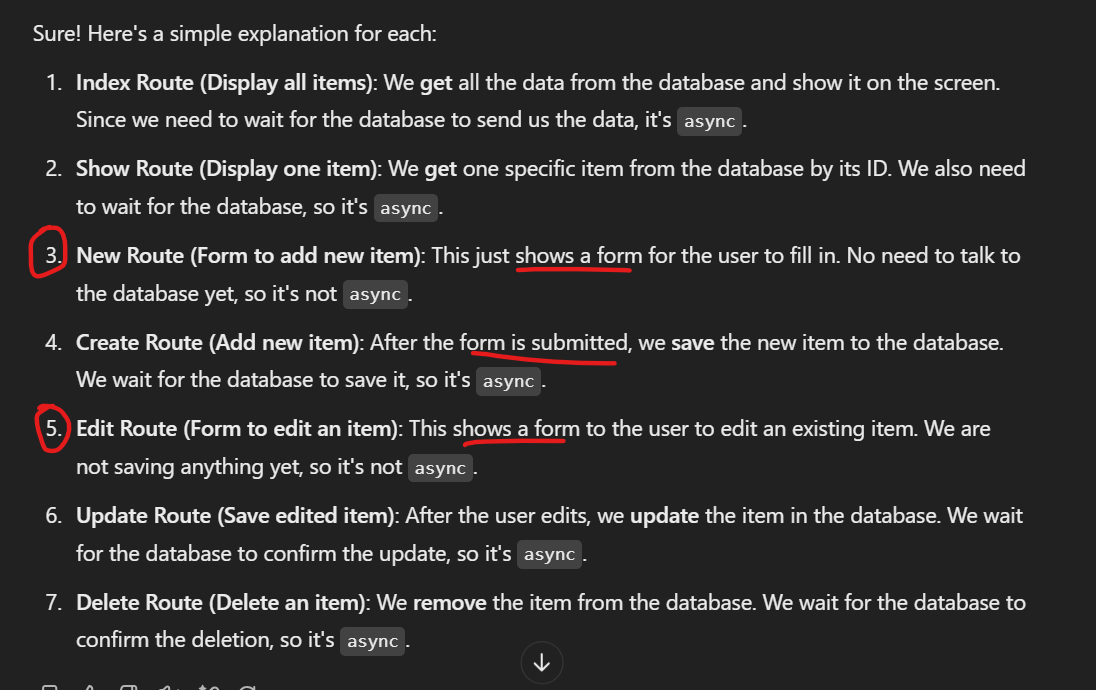 Sure! Here's a simple explanation for each:
1. Index Route (Display all items): We get all the data from the database and show it on the screen.
Since we need to wait for the database to send us the data, it's async.
2. Show Route (Display one item): We get one specific item from the database by its ID. We also need
to wait for the database, so it's async.
3. New Route (Form to add new item): This just shows a form for the user to fill in. No need to talk to
the database yet, so it's not async.
4. Create Route (Add new item): After the form is submitted, we save the new item to the database.
We wait for the database to save it, so it's async.
5. Edit Route (Form to edit an item): This shows a form to the user to edit an existing item. We are
not saving anything yet, so it's not async.
6. Update Route (Save edited item): After the user edits, we update the item in the database. We wait
for the database to confirm the update, so it's async.
7. Delete Route (Delete an item): We remove the item from the database. We wait for the database to
confirm the deletion, so it's async.